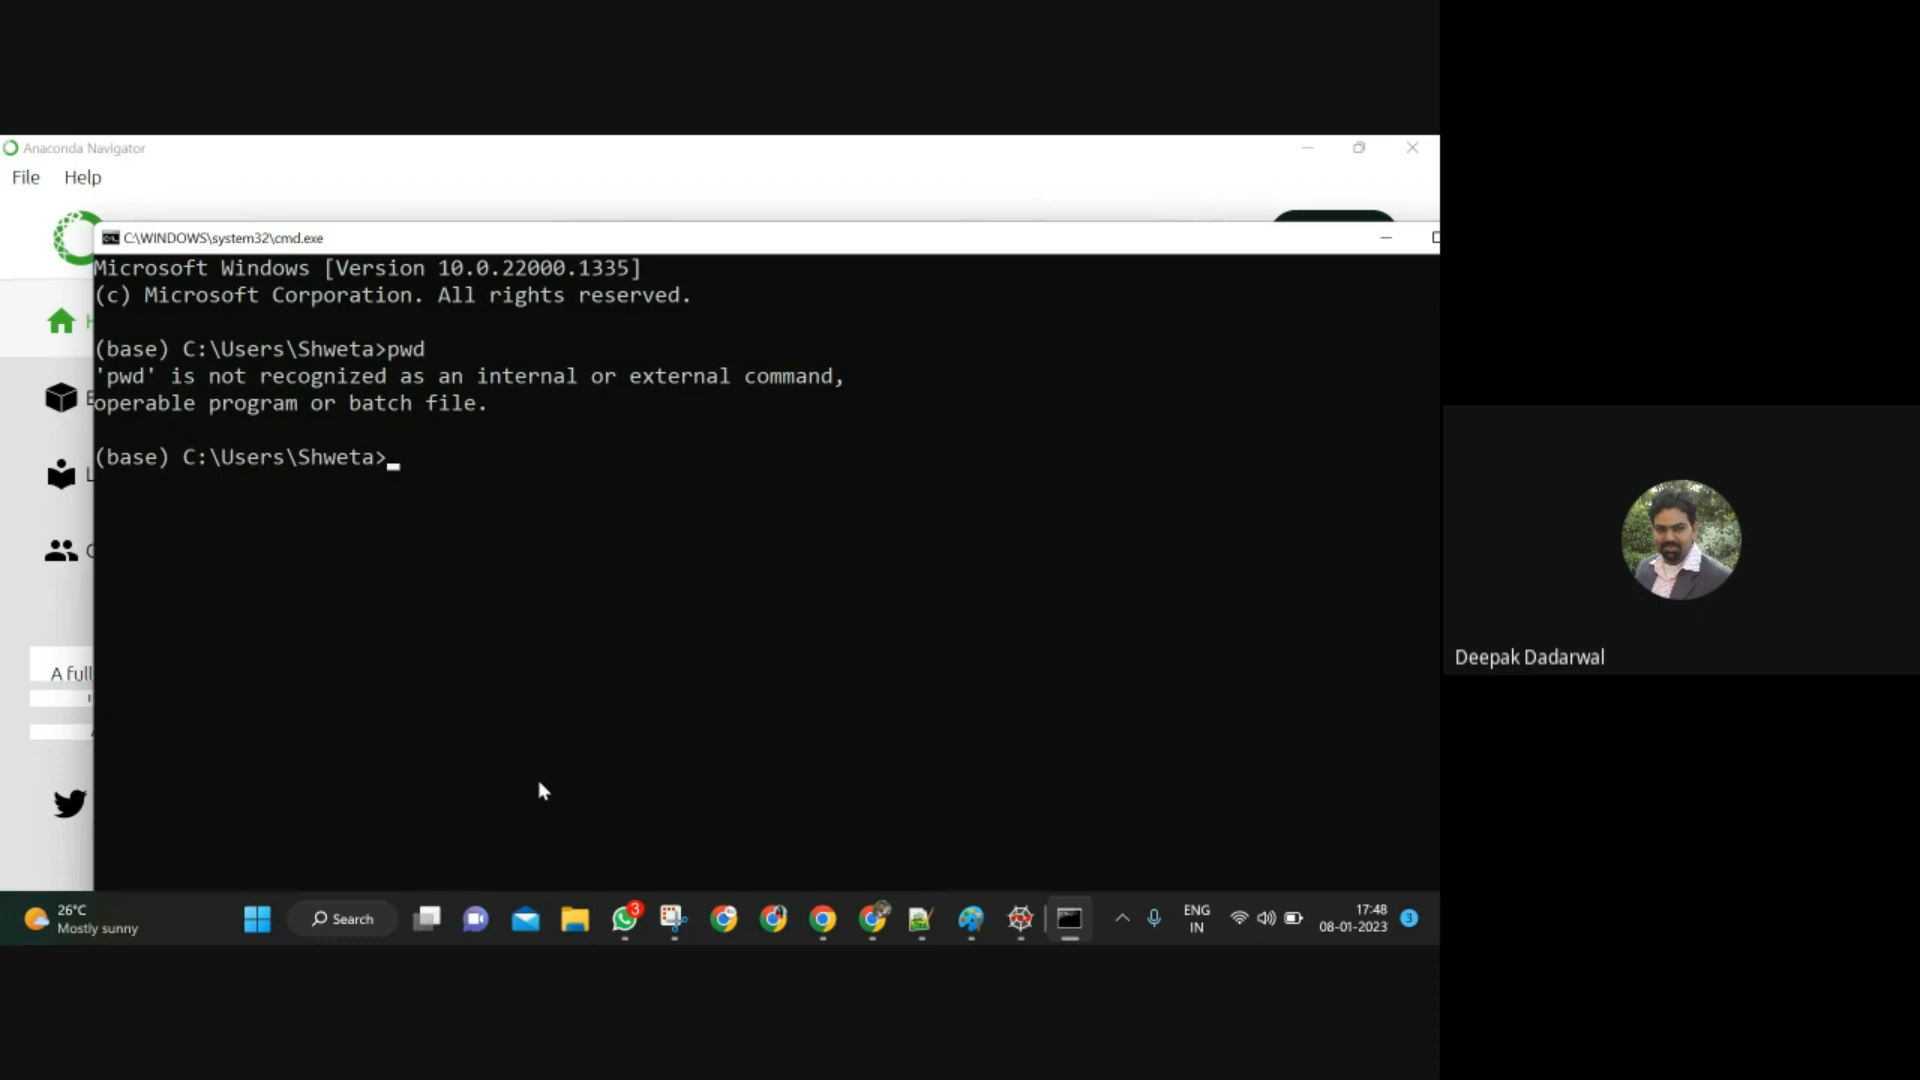 Anaconda Navigator
File Help
C:\WINDOWS\system32\cmd.exe
Microsoft Windows [Version 10.0.22000.1335]
(c) Microsoft Corporation. All rights reserved.
(base) C:\Users\Shweta>pwd
'pwd' is not recognized as an internal or external command,
operable program or batch file.
(base) C:\Users\Shweta>
A full
Deepak Dadarwal
26°C
Mostly sunny
Search
3
ENG
IN
17:48
08-01-2023
3